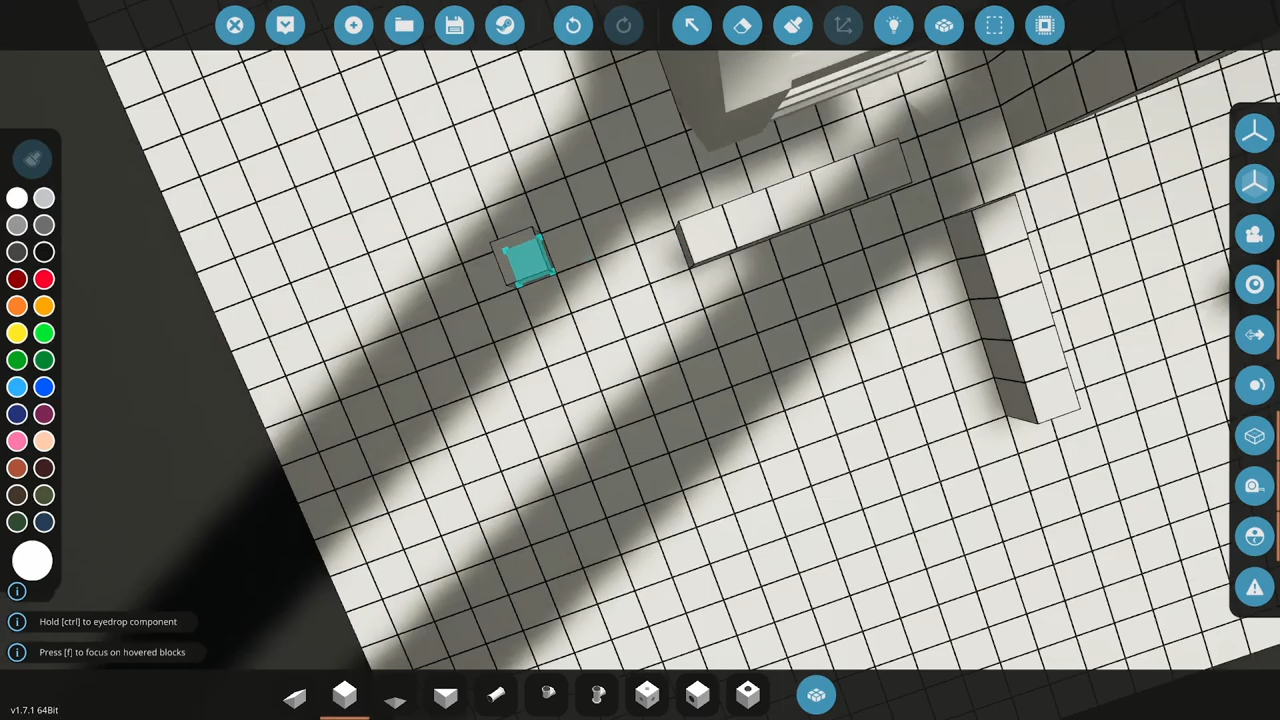 Hold [ctrl] to eyedrop component
Press [f] to focus on hovered blocks
v1.7.1 64Bit